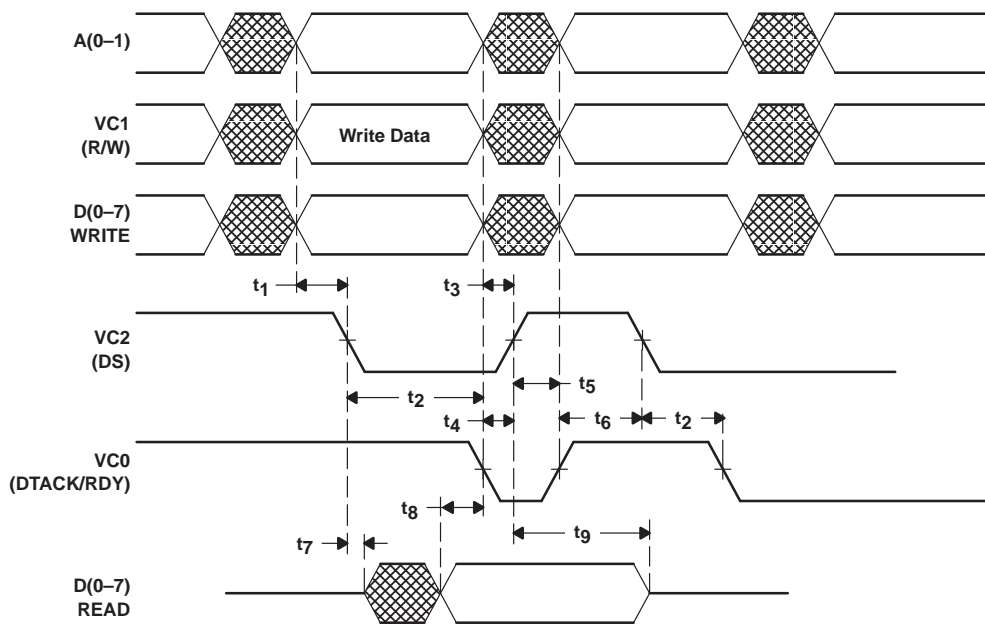 A(0–1)
VC1
(R/W)
Write Data
D(0–7)
WRITE
t1
t3
VC2
(DS)
t2
t5
t4
t6
t2
VC0
(DTACK/RDY)
t8
t9
t7
D(0–7)
READ